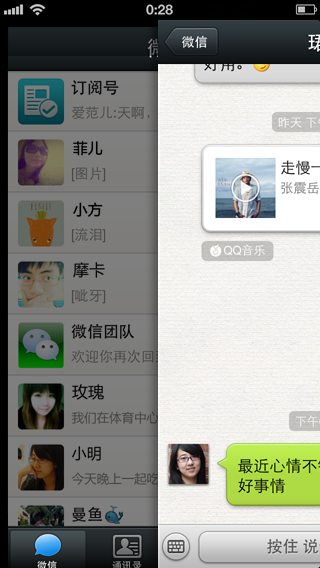 0:28
微信
订阅号
爱范儿:天啊,
菲儿
[图片]
小方
[流泪]
摩卡
[呲牙]
微信团队
欢迎你再次回
玫瑰
我们在体育中心
小明
今天晚上一起吃
曼鱼
微信
通讯录
好用。
昨天 下午
走慢一
张震岳
QQ音乐
下午
最近心情不
好事情
按住 说